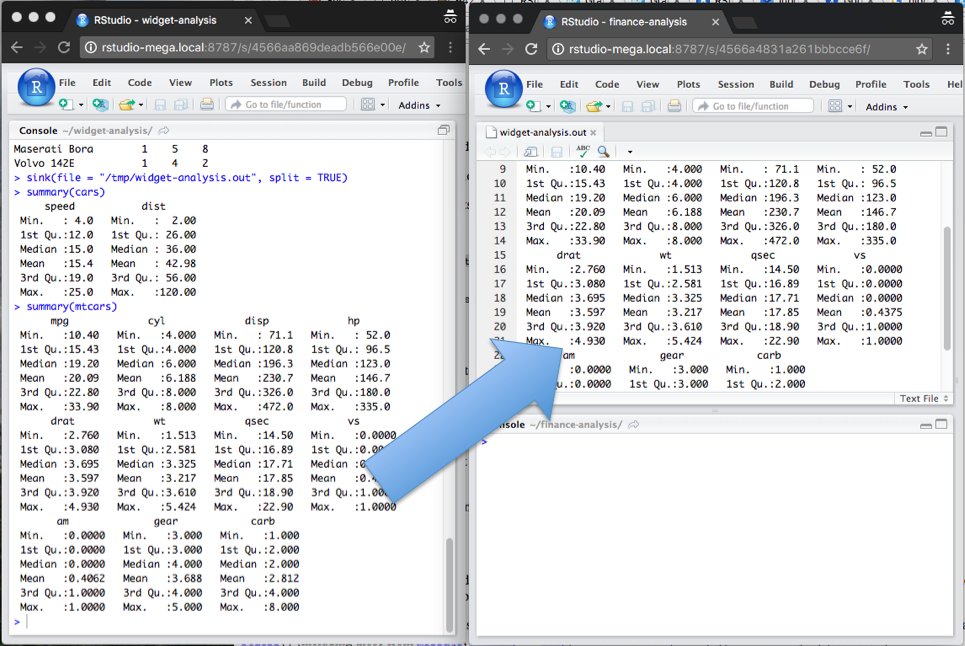 RStudio - widget-analysis
rstudio-mega.local:8787/s/4566aa869deadb566e00e/
R File Edit Code View Plots Session Build Debug Profile Tools
Go to file/function Addins
Console ~/widget-analysis/
Maserati Bora 1 5 8
Volvo 142E 1 4 2
> sink(file = "/tmp/widget-analysis.out", split = TRUE)
> summary(cars)
speed dist
Min. : 4.0 Min. : 2.00
1st Qu.:12.0 1st Qu.: 26.00
Median :15.0 Median : 36.00
Mean :15.4 Mean : 42.98
3rd Qu.:19.0 3rd Qu.: 56.00
Max. :25.0 Max. :120.00
> summary(mtcars)
mpg cyl disp hp
Min. :10.40 Min. :4.000 Min. : 71.1 Min. : 52.0
1st Qu.:15.43 1st Qu.:4.000 1st Qu.:120.8 1st Qu.: 96.5
Median :19.20 Median :6.000 Median :196.3 Median :123.0
Mean :20.09 Mean :6.188 Mean :230.7 Mean :146.7
3rd Qu.:22.80 3rd Qu.:8.000 3rd Qu.:326.0 3rd Qu.:180.0
Max. :33.90 Max. :8.000 Max. :472.0 Max. :335.0
drat wt qsec vs
Min. :2.760 Min. :1.513 Min. :14.50 Min. :0.0000
1st Qu.:3.080 1st Qu.:2.581 1st Qu.:16.89 1st Qu.:0.00
Median :3.695 Median :3.325 Median :17.71 Median
Mean :3.597 Mean :3.217 Mean :17.85 Mean
3rd Qu.:3.920 3rd Qu.:3.610 3rd Qu.:18.90 3rd Qu.:1.00
Max. :4.930 Max. :5.424 Max. :22.90 Max. :1.0000
am gear carb
Min. :0.0000 Min. :3.000 Min. :1.000
1st Qu.:0.0000 1st Qu.:3.000 1st Qu.:2.000
Median :0.0000 Median :4.000 Median :2.000
Mean :0.4062 Mean :3.688 Mean :2.812
3rd Qu.:1.0000 3rd Qu.:4.000 3rd Qu.:4.000
Max. :1.0000 Max. :5.000 Max. :8.000
>
RStudio - finance-analysis
rstudio-mega.local:8787/s/4566a4831a261bbbcce6f/
R File Edit Code View Plots Session Build Debug Profile Tools Hel
Go to file/function Addins
widget-analysis.out
ABC
9 Min. :10.40 Min. :4.000 Min. : 71.1 Min. : 52.0
10 1st Qu.:15.43 1st Qu.:4.000 1st Qu.:120.8 1st Qu.: 96.5
11 Median :19.20 Median :6.000 Median :196.3 Median :123.0
12 Mean :20.09 Mean :6.188 Mean :230.7 Mean :146.7
13 3rd Qu.:22.80 3rd Qu.:8.000 3rd Qu.:326.0 3rd Qu.:180.0
14 Max. :33.90 Max. :8.000 Max. :472.0 Max. :335.0
15 drat wt qsec vs
16 Min. :2.760 Min. :1.513 Min. :14.50 Min. :0.0000
17 1st Qu.:3.080 1st Qu.:2.581 1st Qu.:16.89 1st Qu.:0.0000
18 Median :3.695 Median :3.325 Median :17.71 Median :0.0000
19 Mean :3.597 Mean :3.217 Mean :17.85 Mean :0.4375
20 3rd Qu.:3.920 3rd Qu.:3.610 3rd Qu.:18.90 3rd Qu.:1.0000
21 Max. :4.930 Max. :5.424 Max. :22.90 Max. :1.0000
am gear carb
:0.0000 Min. :3.000 Min. :1.000
Qu.:0.0000 1st Qu.:3.000 1st Qu.:2.000
Text File
nsole ~/finance-analysis/
>